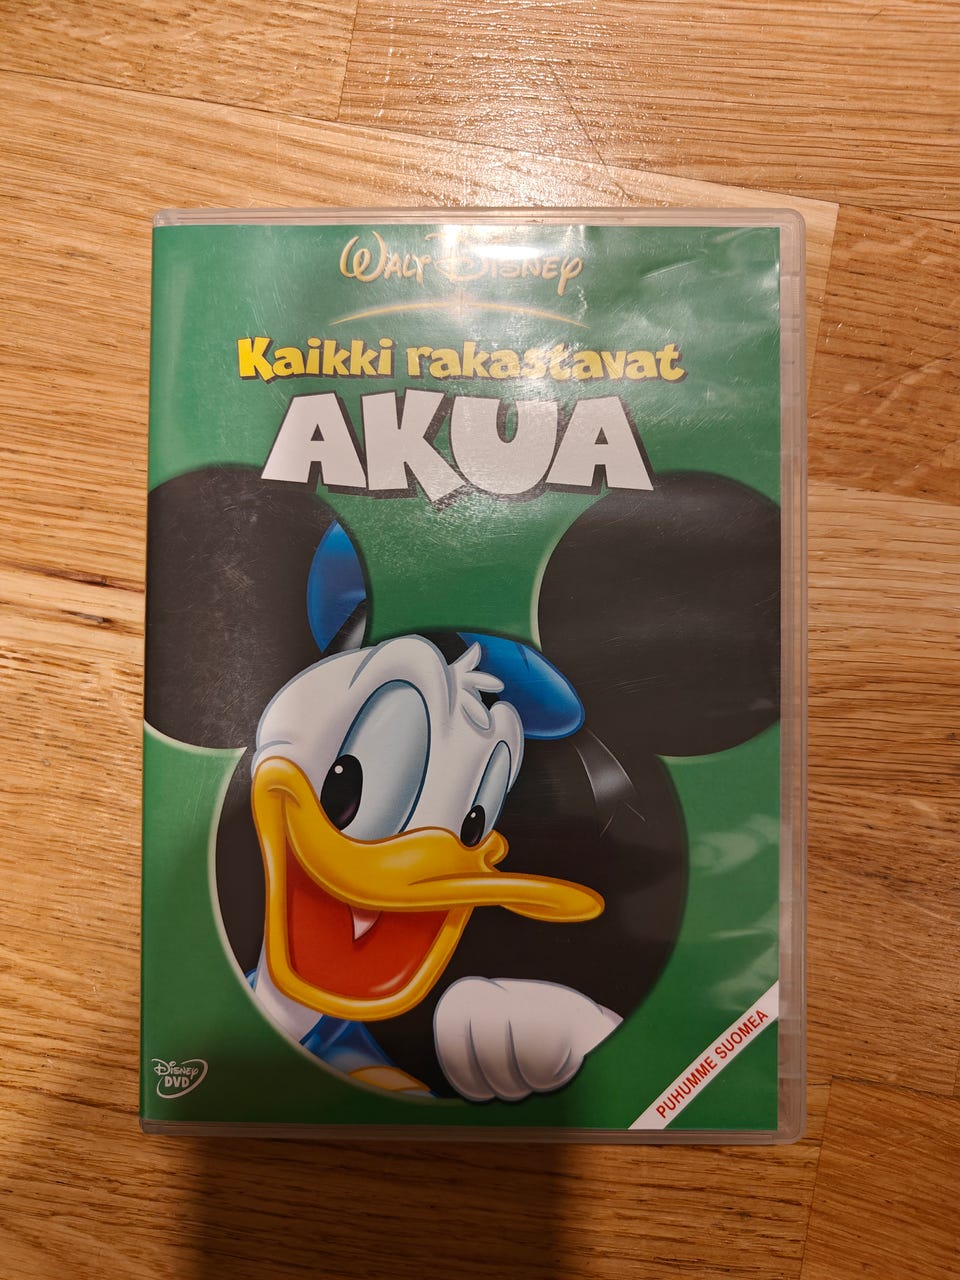 WALT DISNEY
Kaikki rakastavat
AKUA
DISNEY
DVD
PUHUMME SUOMEA